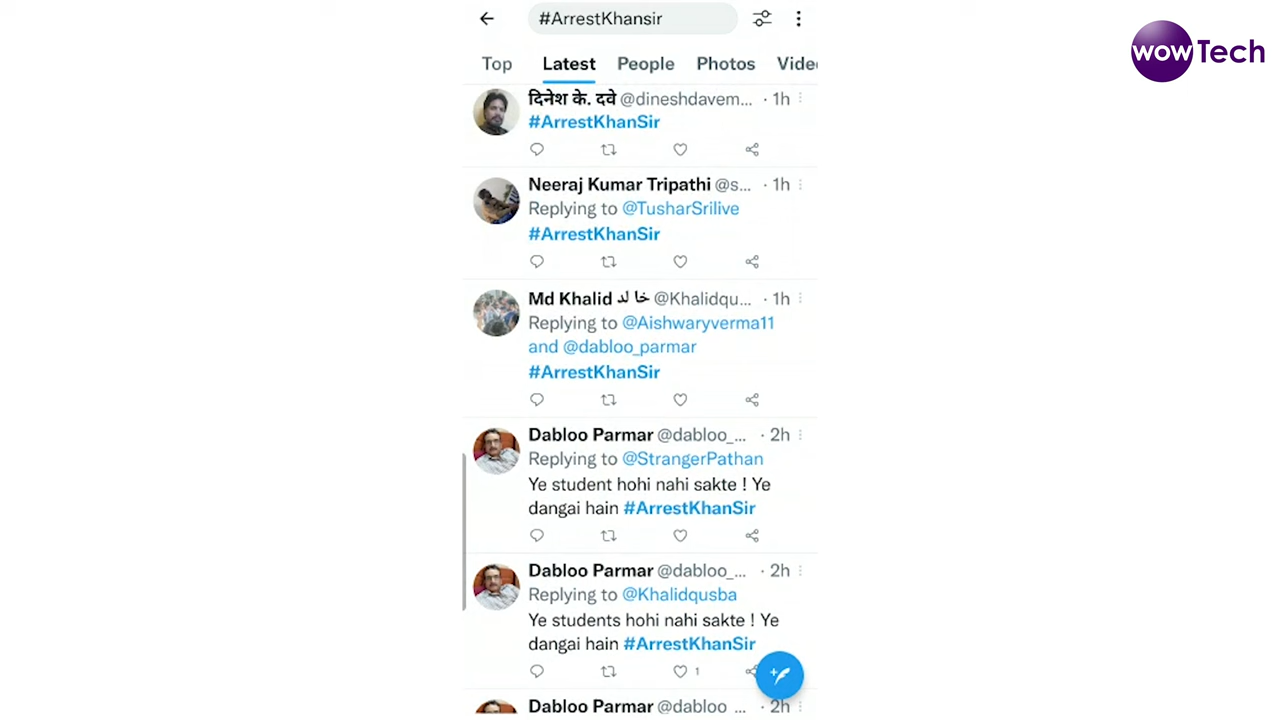 #ArrestKhansir
wowTech
Top Latest People Photos Vide
दिनेश के. दवे @dineshdavem... · 1h
#ArrestKhanSir
Neeraj Kumar Tripathi @s... · 1h
Replying to @TusharSrilive
#ArrestKhanSir
Md Khalid خا لد @Khalidqu... · 1h
Replying to @Aishwaryverma11
and @dabloo_parmar
#ArrestKhanSir
Dabloo Parmar @dabloo_... · 2h
Replying to @StrangerPathan
Ye student hohi nahi sakte ! Ye
dangai hain #ArrestKhanSir
Dabloo Parmar @dabloo_... · 2h
Replying to @Khalidqusba
Ye students hohi nahi sakte ! Ye
dangai hain #ArrestKhanSir
1
Dabloo Parmar @dabloo_... · 2h